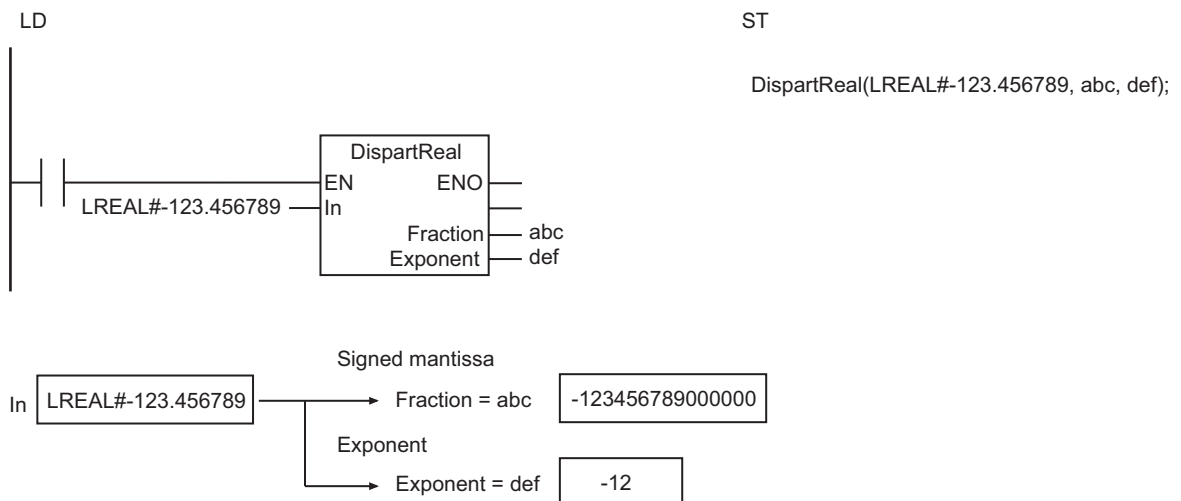 LD
ST
DispartReal(LREAL#-123.456789, abc, def);
DispartReal
EN ENO
LREAL#-123.456789 In
Fraction abc
Exponent def
Signed mantissa
In LREAL#-123.456789 Fraction = abc -123456789000000
Exponent
Exponent = def -12